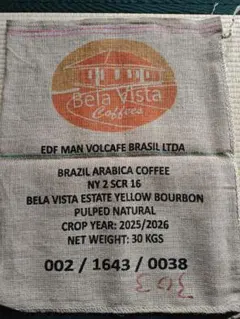 Bela Vista
Coffees
EDF MAN VOLCAFE BRASIL LTDA
BRAZIL ARABICA COFFEE
NY 2 SCR 16
BELA VISTA ESTATE YELLOW BOURBON
PULPED NATURAL
CROP YEAR: 2025/2026
NET WEIGHT: 30 KGS
002 / 1643 / 0038